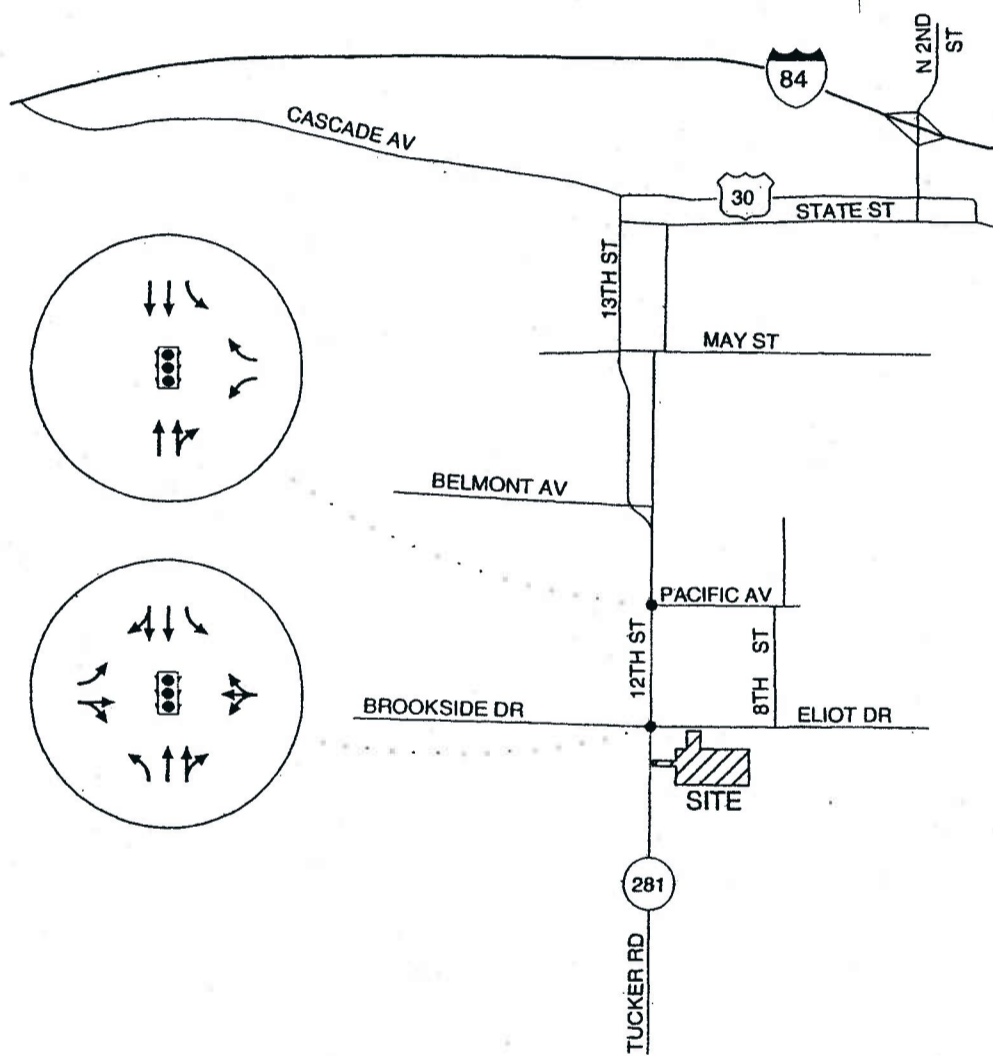 N 2ND
ST
84
CASCADE AV
30
STATE ST
13TH ST
MAY ST
BELMONT AV
PACIFIC AV
12TH ST
8TH ST
BROOKSIDE DR
ELIOT DR
SITE
281
TUCKER RD